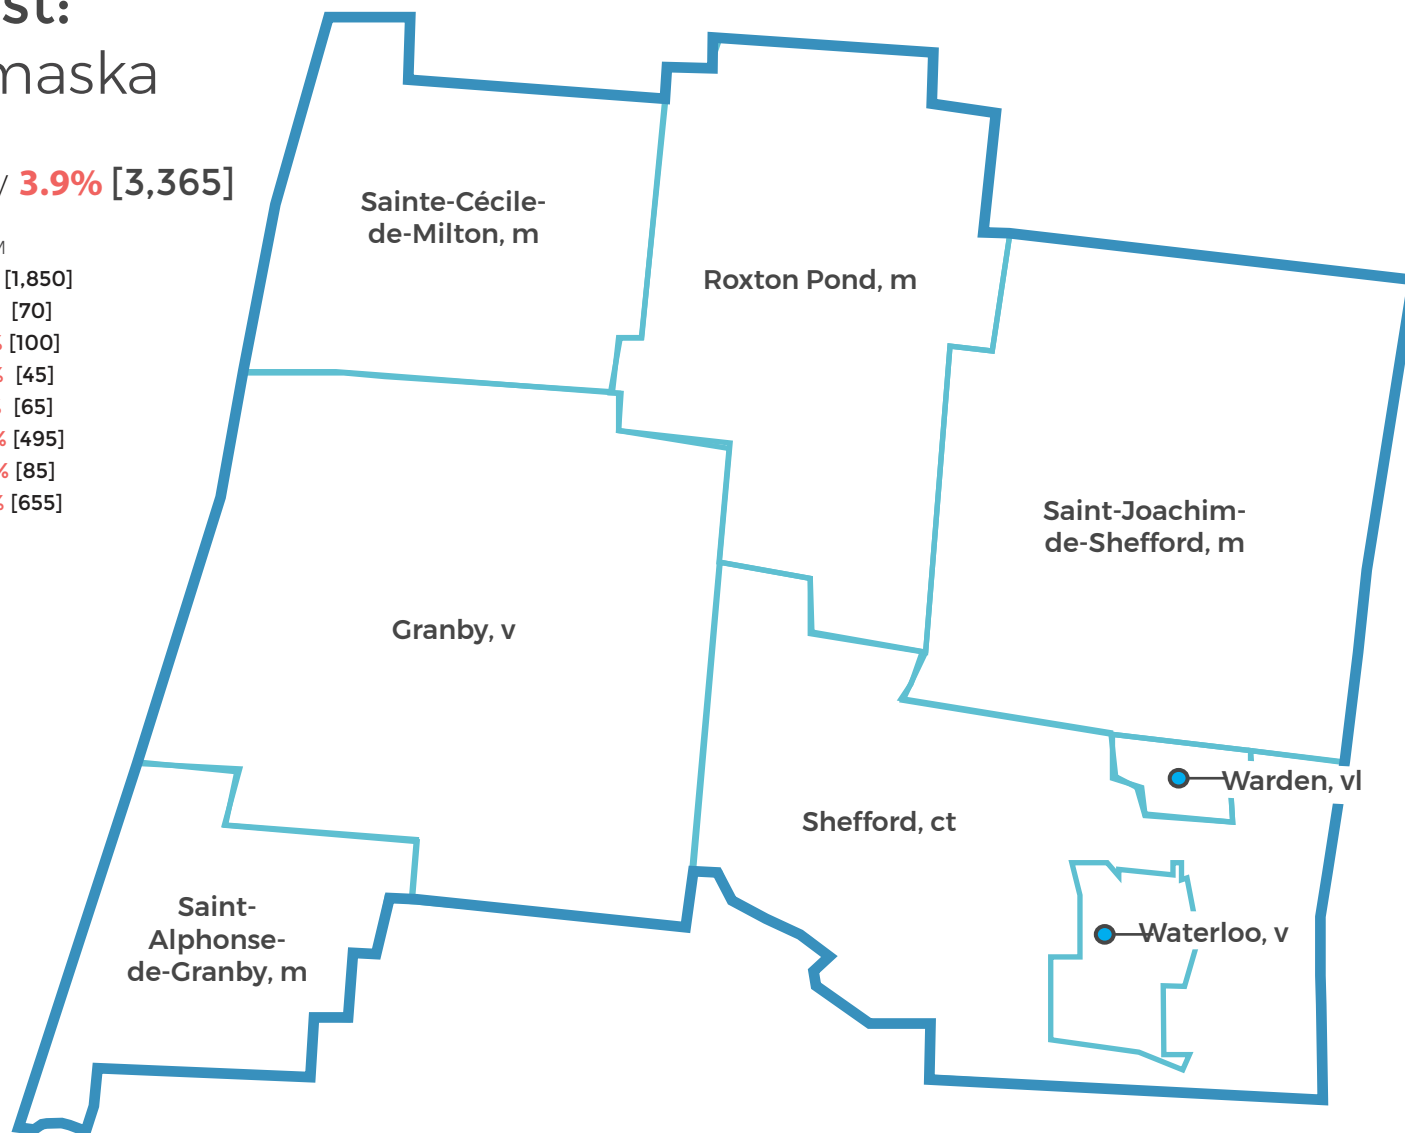 st:
maska
/ 3.9% [3,365]
M
[1,850]
[70]
% [100]
% [45]
[65]
% [495]
% [85]
% [655]
Sainte-Cécile-
de-Milton, m
Roxton Pond, m
Saint-Joachim-
de-Shefford, m
Granby, v
Warden, vl
Shefford, ct
Saint-
Alphonse-
de-Granby, m
Waterloo, v